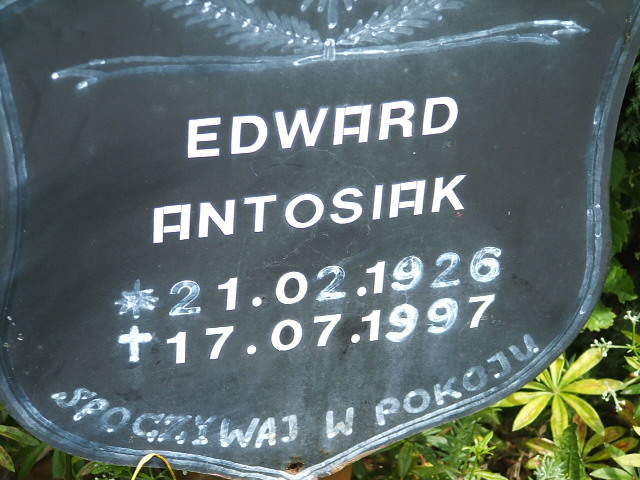 EDWARD
ANTOSIAK
*21.02.1926
✝17.07.1997
SPOCZYWAJ W POKOJU